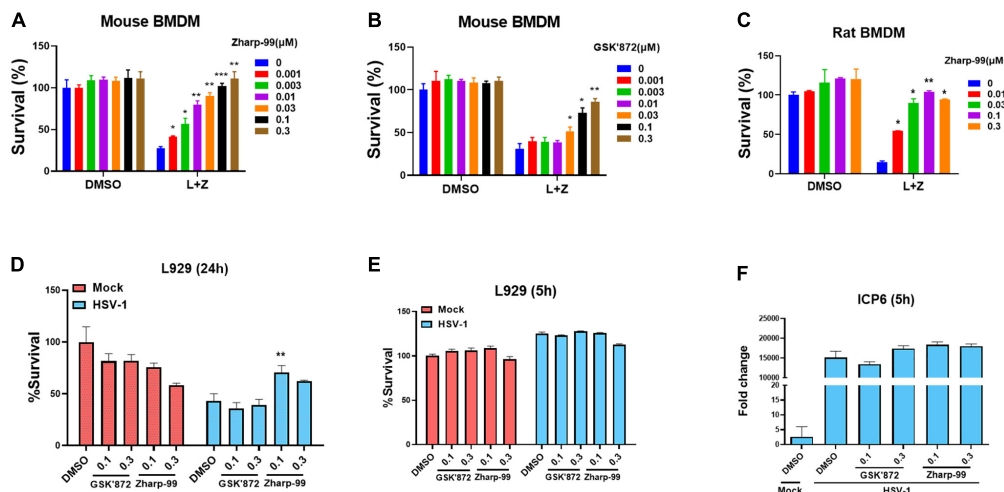 A
Mouse BMDM
Zharp-99(μM)
0
0.001
0.003
0.01
0.03
0.1
0.3
Survival (%)
150
100
50
0
* * ** ** *** **
DMSO
L+Z
B
Mouse BMDM
GSK'872(μM)
0
0.001
0.003
0.01
0.03
0.1
0.3
Survival (%)
150
100
50
0
* * **
DMSO
L+Z
C
Rat BMDM
Zharp-99(μM
0
0.01
0.03
0.1
0.3
Survival (%)
150
100
50
0
* * ** *
DMSO
L+Z
D
L929 (24h)
Mock
HSV-1
%Survival
150
100
50
0
**
DMSO 0.1 0.3 0.1 0.3 DMSO 0.1 0.3 0.1 0.3
GSK'872 Zharp-99 GSK'872 Zharp-99
E
L929 (5h)
Mock
HSV-1
%Survival
150
100
50
0
DMSO 0.1 0.3 0.1 0.3 DMSO 0.1 0.3 0.1 0.3
GSK'872 Zharp-99 GSK'872 Zharp-99
F
ICP6 (5h)
Fold change
25000
20000
15000
10000
20
15
10
5
0
DMSO DMSO 0.1 0.3 0.1 0.3
GSK'872 Zharp-99
Mock HSV-1